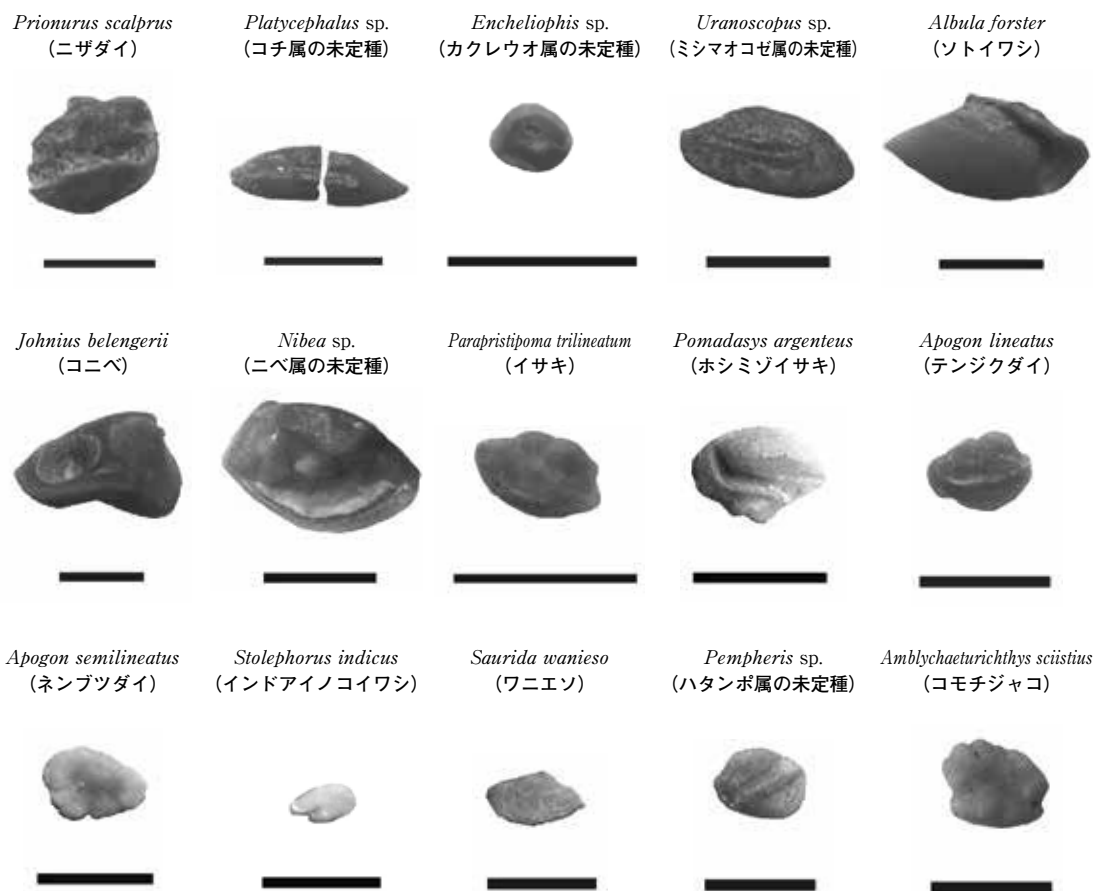 Prionurus scalprus
(ニザダイ)
Platycephalus sp.
(コチ属の未定種)
Encheliophis sp.
(カクレウオ属の未定種)
Uranoscopus sp.
(ミシマオコゼ属の未定種)
Albula forster
(ソトイワシ)
Johnius belengerii
(コニベ)
Nibea sp.
(ニベ属の未定種)
Parapristipoma trilineatum
(イサキ)
Pomadasys argenteus
(ホシミゾイサキ)
Apogon lineatus
(テンジクダイ)
Apogon semilineatus
(ネンブツダイ)
Stolephorus indicus
(インドアイノコイワシ)
Saurida wanieso
(ワニエソ)
Pempheris sp.
(ハタンポ属の未定種)
Amblychaeturichthys sciistius
(コモチジャコ)